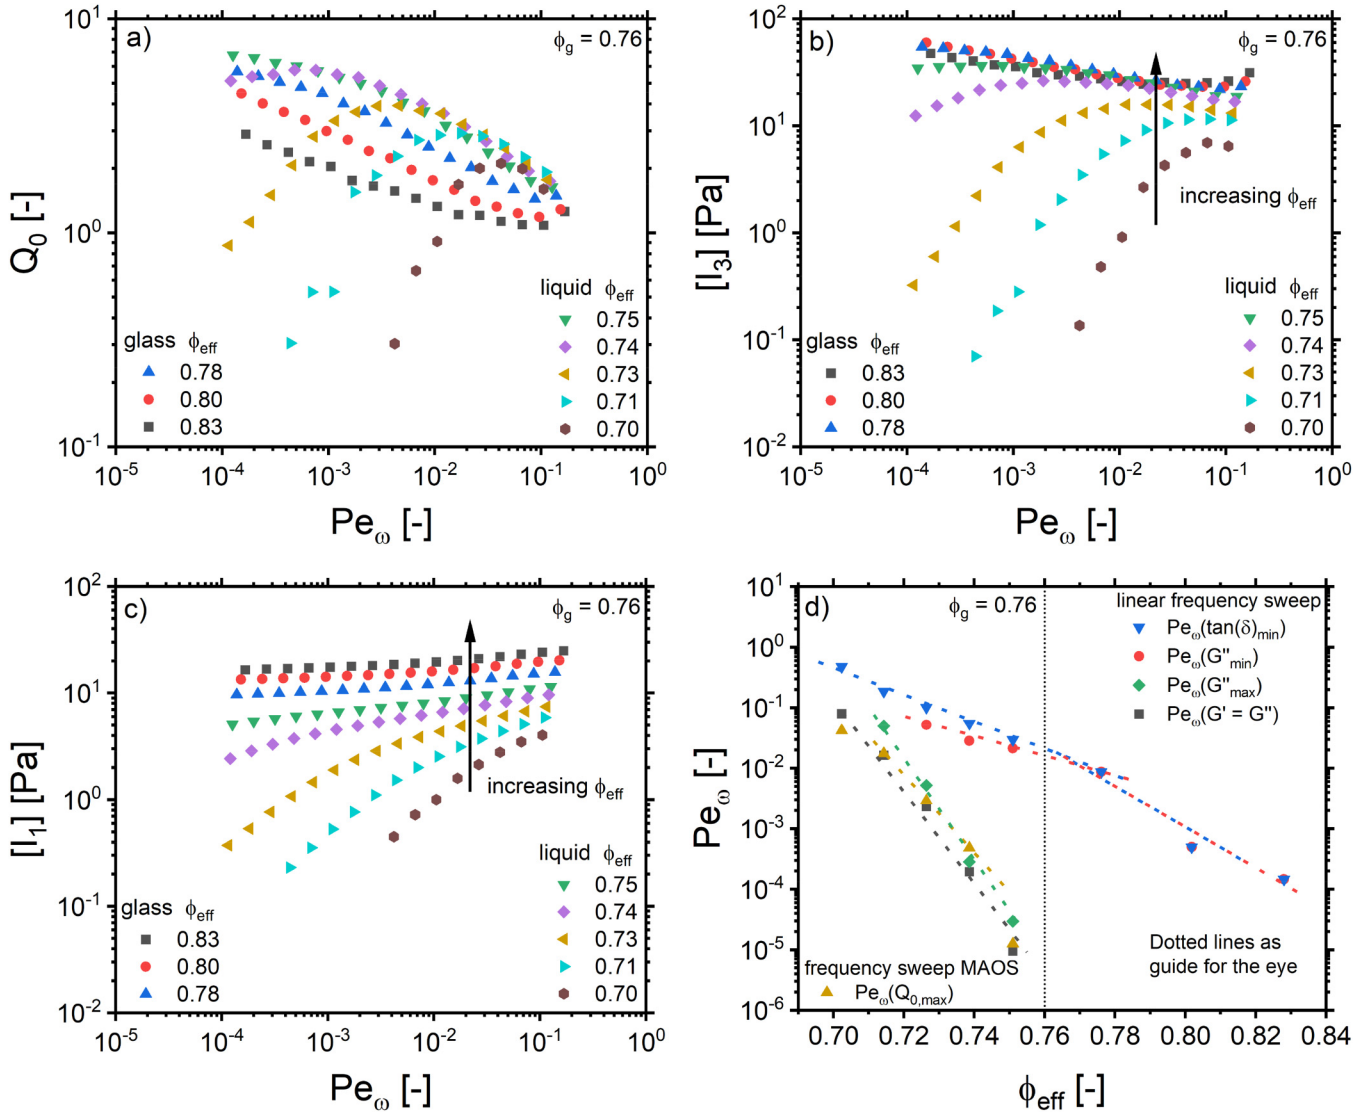 a)
ϕg = 0.76
10^1
10^0
10^-1
Q0 [-]
liquid ϕeff
0.75
0.74
0.73
0.71
0.70
glass ϕeff
0.78
0.80
0.83
10^-5 10^-4 10^-3 10^-2 10^-1 10^0
Peω [-]
b)
ϕg = 0.76
10^2
10^1
10^0
10^-1
10^-2
[I3] [Pa]
increasing ϕeff
liquid ϕeff
0.75
0.74
0.73
0.71
0.70
glass ϕeff
0.83
0.80
0.78
10^-5 10^-4 10^-3 10^-2 10^-1 10^0
Peω [-]
c)
ϕg = 0.76
10^2
10^1
10^0
10^-1
10^-2
[I1] [Pa]
increasing ϕeff
liquid ϕeff
0.75
0.74
0.73
0.71
0.70
glass ϕeff
0.83
0.80
0.78
10^-5 10^-4 10^-3 10^-2 10^-1 10^0
Peω [-]
d)
ϕg = 0.76
10^1
10^0
10^-1
10^-2
10^-3
10^-4
10^-5
10^-6
Peω [-]
linear frequency sweep
Peω(tan(δ)min)
Peω(G''min)
Peω(G''max)
Peω(G' = G'')
Dotted lines as
guide for the eye
frequency sweep MAOS
Peω(Q0,max)
0.70 0.72 0.74 0.76 0.78 0.80 0.82 0.84
ϕeff [-]